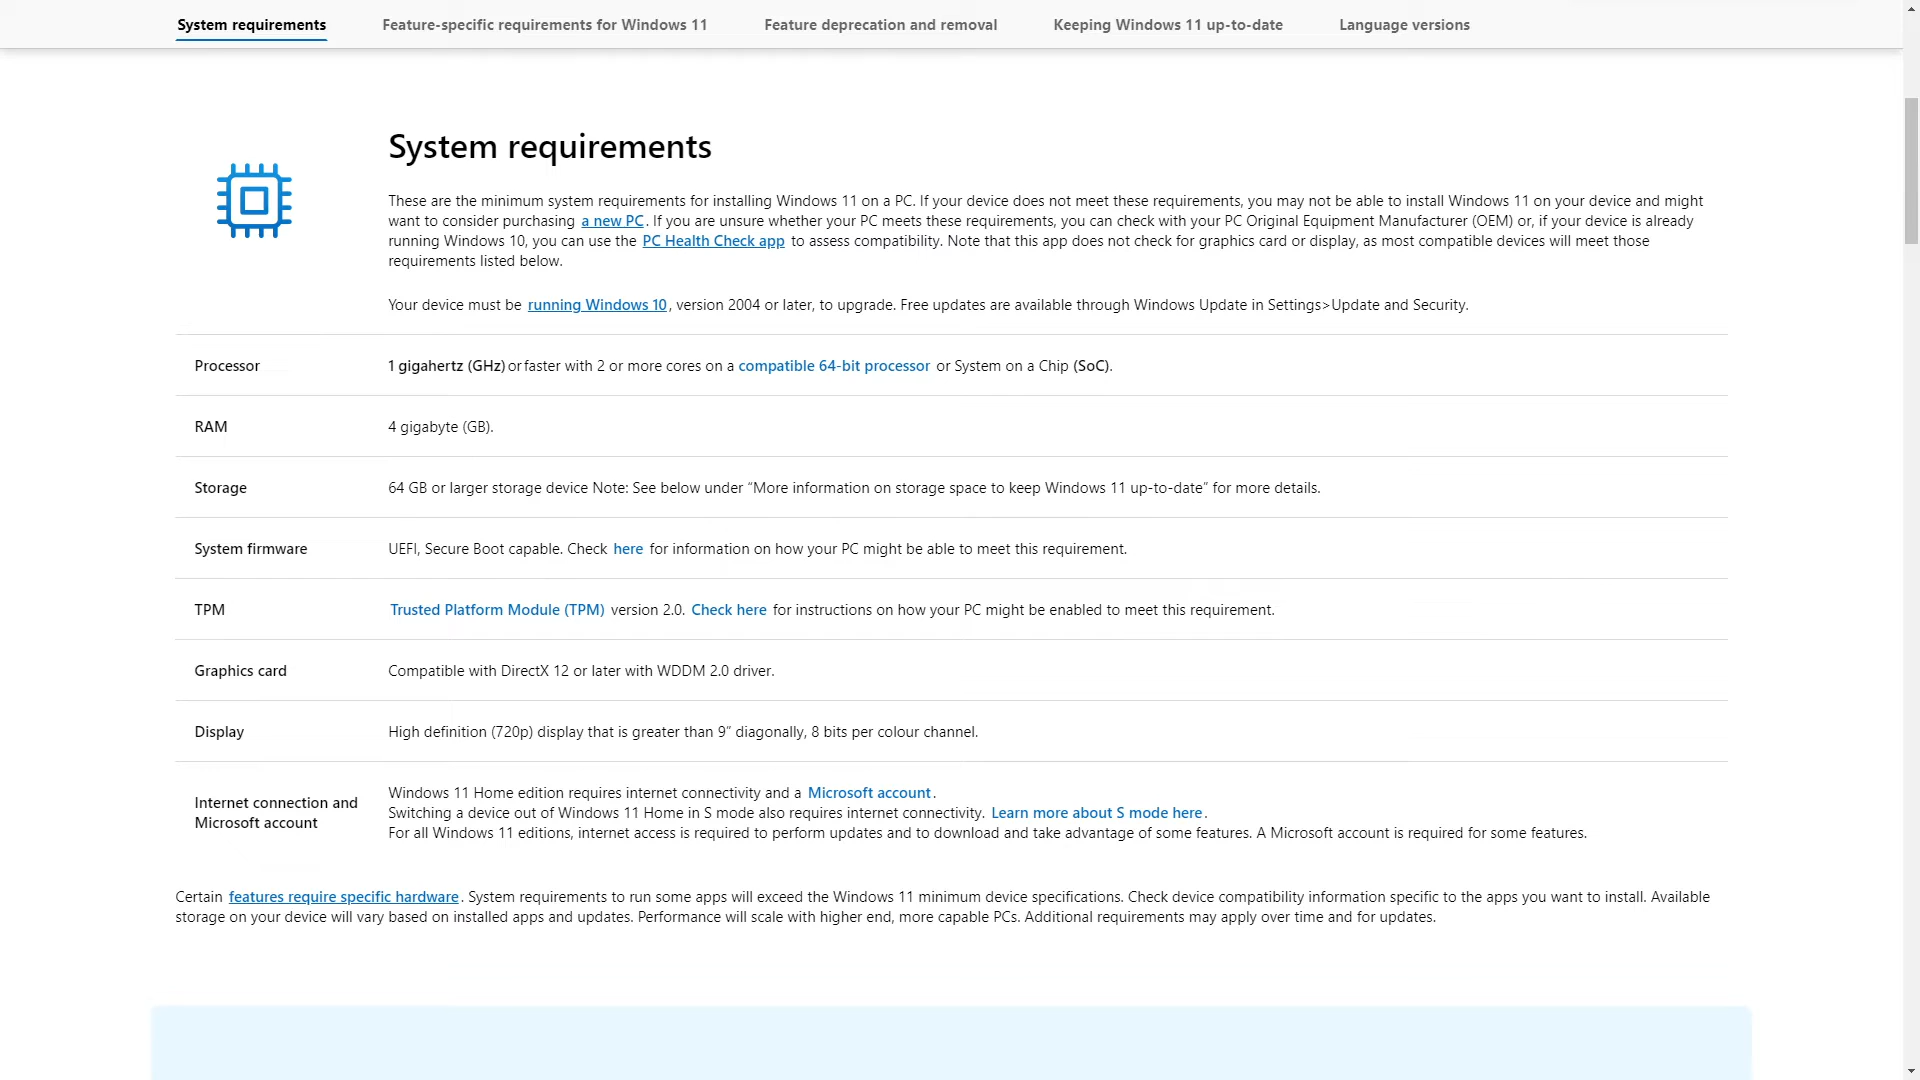 System requirements
Feature-specific requirements for Windows 11
Feature deprecation and removal
Keeping Windows 11 up-to-date
Language versions
System requirements
These are the minimum system requirements for installing Windows 11 on a PC. If your device does not meet these requirements, you may not be able to install Windows 11 on your device and might
want to consider purchasing a new PC. If you are unsure whether your PC meets these requirements, you can check with your PC Original Equipment Manufacturer (OEM) or, if your device is already
running Windows 10, you can use the PC Health Check app to assess compatibility. Note that this app does not check for graphics card or display, as most compatible devices will meet those
requirements listed below.
Your device must be running Windows 10, version 2004 or later, to upgrade. Free updates are available through Windows Update in Settings>Update and Security.
Processor
1 gigahertz (GHz) or faster with 2 or more cores on a compatible 64-bit processor or System on a Chip (SoC).
RAM
4 gigabyte (GB).
Storage
64 GB or larger storage device Note: See below under “More information on storage space to keep Windows 11 up-to-date” for more details.
System firmware
UEFI, Secure Boot capable. Check here for information on how your PC might be able to meet this requirement.
TPM
Trusted Platform Module (TPM) version 2.0. Check here for instructions on how your PC might be enabled to meet this requirement.
Graphics card
Compatible with DirectX 12 or later with WDDM 2.0 driver.
Display
High definition (720p) display that is greater than 9” diagonally, 8 bits per colour channel.
Internet connection and
Microsoft account
Windows 11 Home edition requires internet connectivity and a Microsoft account.
Switching a device out of Windows 11 Home in S mode also requires internet connectivity. Learn more about S mode here.
For all Windows 11 editions, internet access is required to perform updates and to download and take advantage of some features. A Microsoft account is required for some features.
Certain features require specific hardware. System requirements to run some apps will exceed the Windows 11 minimum device specifications. Check device compatibility information specific to the apps you want to install. Available
storage on your device will vary based on installed apps and updates. Performance will scale with higher end, more capable PCs. Additional requirements may apply over time and for updates.